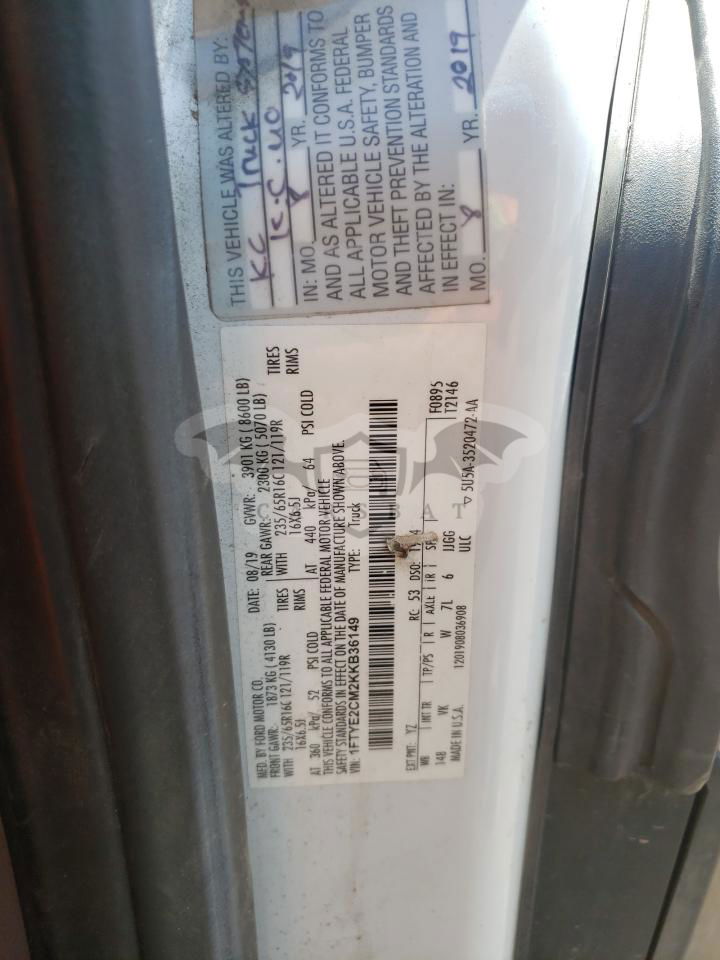 THIS VEHICLE WAS ALTERED BY:
KC Truck Systems
K.C. MO
IN: MO. 8 YR. 2019
AND AS ALTERED IT CONFORMS TO
ALL APPLICABLE U.S.A. FEDERAL
MOTOR VEHICLE SAFETY, BUMPER
AND THEFT PREVENTION STANDARDS
AFFECTED BY THE ALTERATION AND
IN EFFECT IN:
MO. 8 YR. 2019
MFD. BY FORD MOTOR CO.
DATE: 08/19 GVWR: 3901 KG ( 8600 LB)
FRONT GAWR: 1873 KG ( 4130 LB) REAR GAWR: 2300 KG ( 5070 LB)
WITH 235/65R16C 121/119R TIRES WITH 235/65R16C 121/119R TIRES
16X6.5J RIMS 16X6.5J RIMS
AT 360 kPa/ 52 PSI COLD AT 440 kPa/ 64 PSI COLD
THIS VEHICLE CONFORMS TO ALL APPLICABLE FEDERAL MOTOR VEHICLE
SAFETY STANDARDS IN EFFECT ON THE DATE OF MANUFACTURE SHOWN ABOVE.
VIN: 1FTYE2CM2KKB36149 TYPE: Truck
F0895
T2146
EXT PNT: YZ RC: 53 DSO:
WB INT TR TP/PS R AXLE TR
148 VK W 7L 6 IJGG
MADE IN U.S.A. ULC
1201908036908
5U5A-3520472-AA